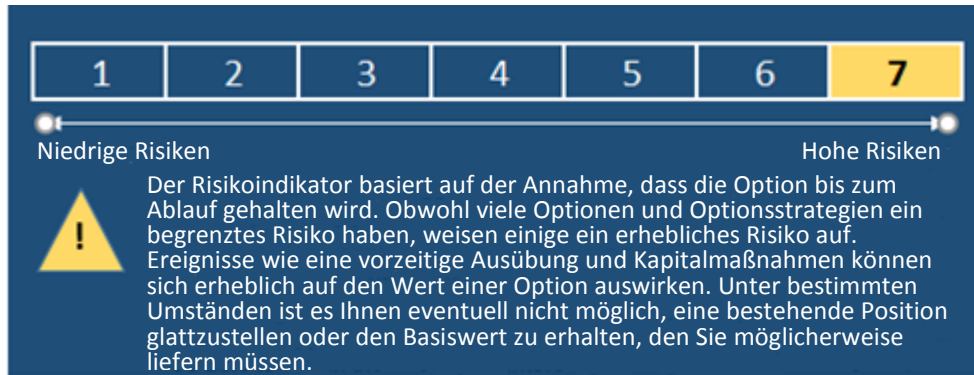 1 2 3 4 5 6 7
Niedrige Risiken Hohe Risiken
Der Risikoindikator basiert auf der Annahme, dass die Option bis zum
Ablauf gehalten wird. Obwohl viele Optionen und Optionsstrategien ein
! begrenztes Risiko haben, weisen einige ein erhebliches Risiko auf.
Ereignisse wie eine vorzeitige Ausübung und Kapitalmaßnahmen können
sich erheblich auf den Wert einer Option auswirken. Unter bestimmten
Umständen ist es Ihnen eventuell nicht möglich, eine bestehende Position
glattzustellen oder den Basiswert zu erhalten, den Sie möglicherweise
liefern müssen.